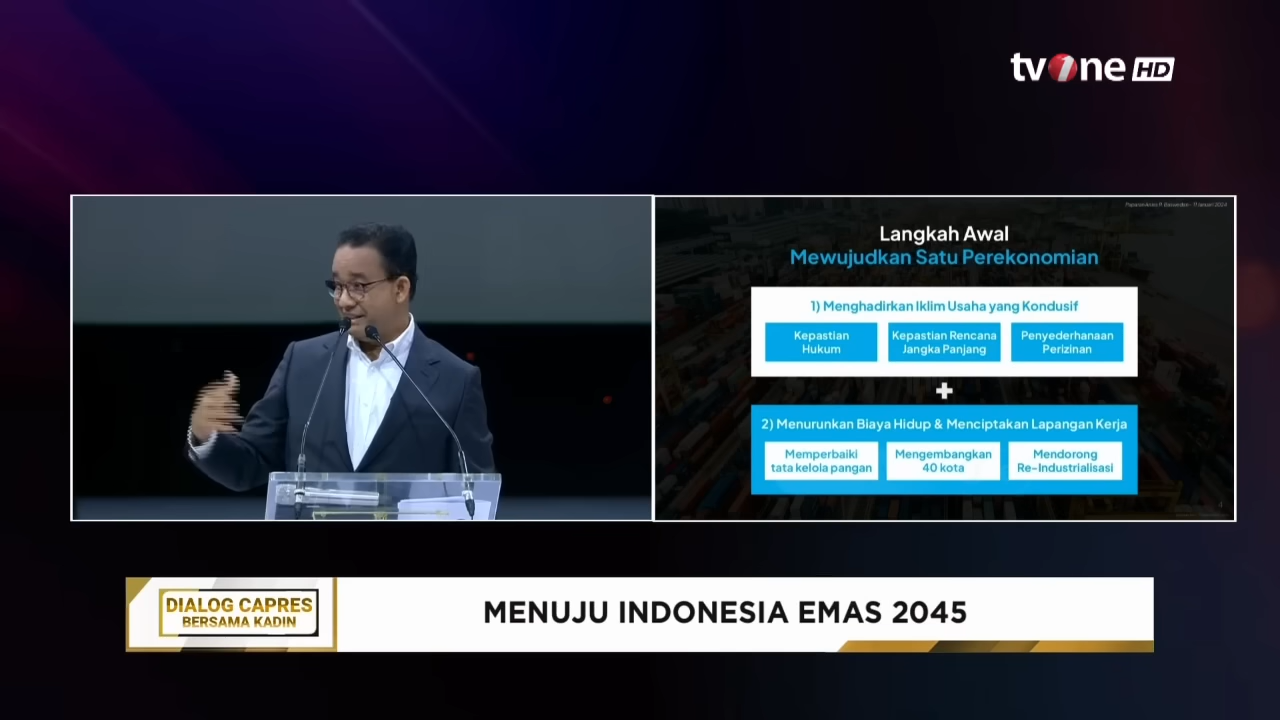 tvOne HD
Langkah Awal
Mewujudkan Satu Perekonomian
1) Menghadirkan Iklim Usaha yang Kondusif
Kepastian
Hukum
Kepastian Rencana
Jangka Panjang
Penyederhanaan
Perizinan
+
2) Menurunkan Biaya Hidup & Menciptakan Lapangan Kerja
Memperbaiki
tata kelola pangan
Mengembangkan
40 kota
Mendorong
Re-Industrialisasi
4
DIALOG CAPRES
BERSAMA KADIN
MENUJU INDONESIA EMAS 2045